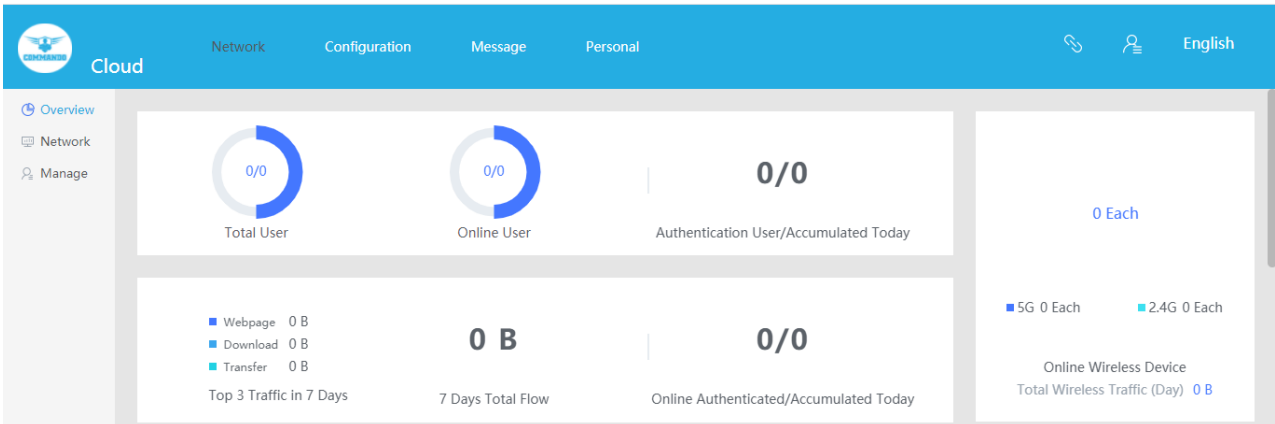 COMMANDO
Cloud
Network Configuration Message Personal English
Overview
Network
Manage
0/0 0/0 0/0
Total User Online User Authentication User/Accumulated Today
Webpage 0 B
Download 0 B
Transfer 0 B
Top 3 Traffic in 7 Days
0 B
7 Days Total Flow
0/0
Online Authenticated/Accumulated Today
0 Each
5G 0 Each 2.4G 0 Each
Online Wireless Device
Total Wireless Traffic (Day) 0 B